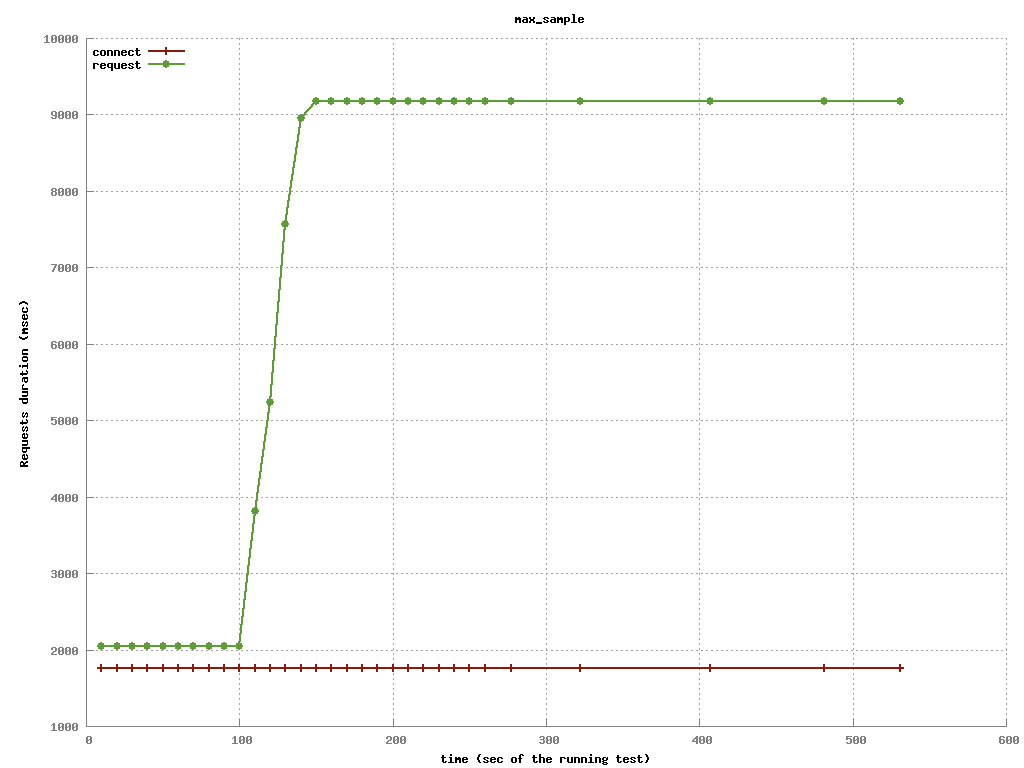 max_sample
connect
request
10000
9000
8000
7000
6000
5000
4000
3000
2000
1000
Requests duration (msec)
0 100 200 300 400 500 600
time (sec of the running test)